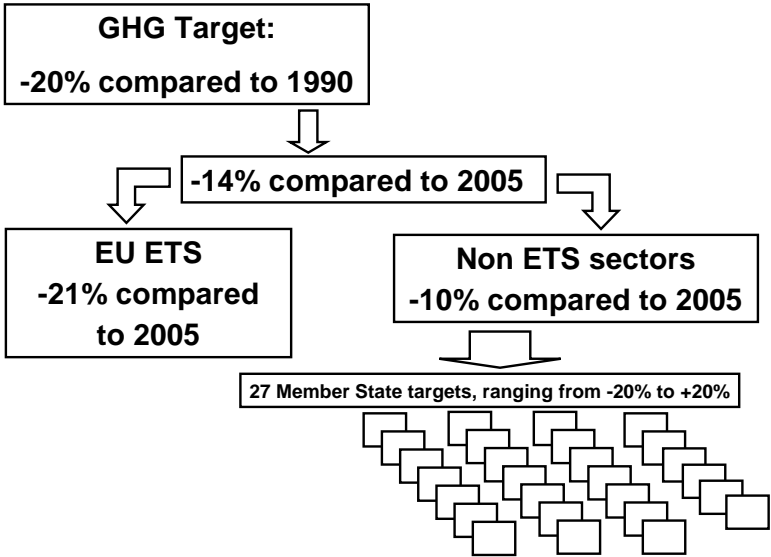 GHG Target:
-20% compared to 1990
-14% compared to 2005
EU ETS
-21% compared
to 2005
Non ETS sectors
-10% compared to 2005
27 Member State targets, ranging from -20% to +20%